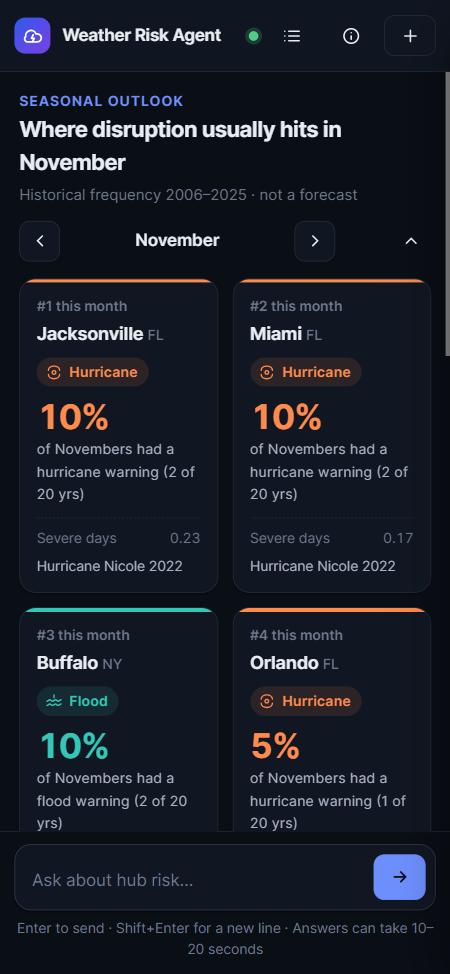 Weather Risk Agent
SEASONAL OUTLOOK
Where disruption usually hits in
November
Historical frequency 2006–2025 · not a forecast
November
#1 this month
Jacksonville FL
Hurricane
10%
of Novembers had a
hurricane warning (2 of
20 yrs)
Severe days 0.23
Hurricane Nicole 2022
#2 this month
Miami FL
Hurricane
10%
of Novembers had a
hurricane warning (2 of
20 yrs)
Severe days 0.17
Hurricane Nicole 2022
#3 this month
Buffalo NY
Flood
10%
of Novembers had a
flood warning (2 of 20
yrs)
#4 this month
Orlando FL
Hurricane
5%
of Novembers had a
hurricane warning (1 of
20 yrs)
Ask about hub risk...
Enter to send · Shift+Enter for a new line · Answers can take 10–
20 seconds